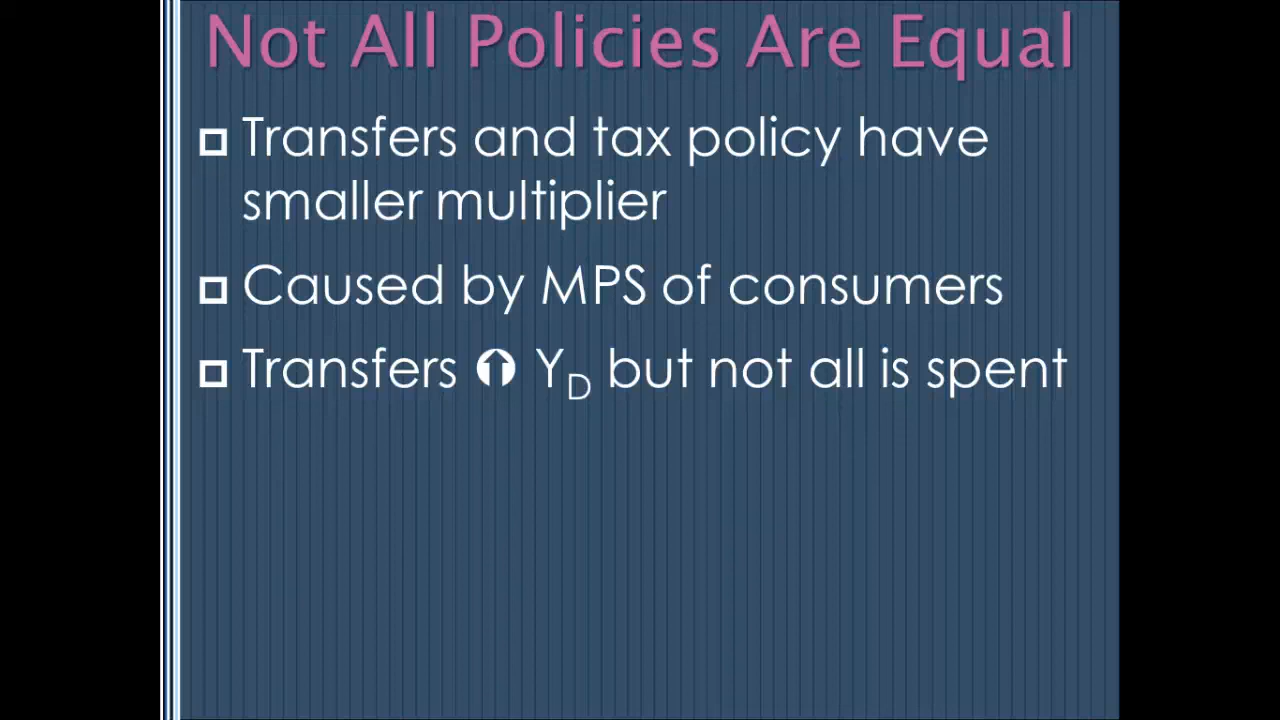 Not All Policies Are Equal
Transfers and tax policy have
smaller multiplier
Caused by MPS of consumers
Transfers ⬆ YD but not all is spent